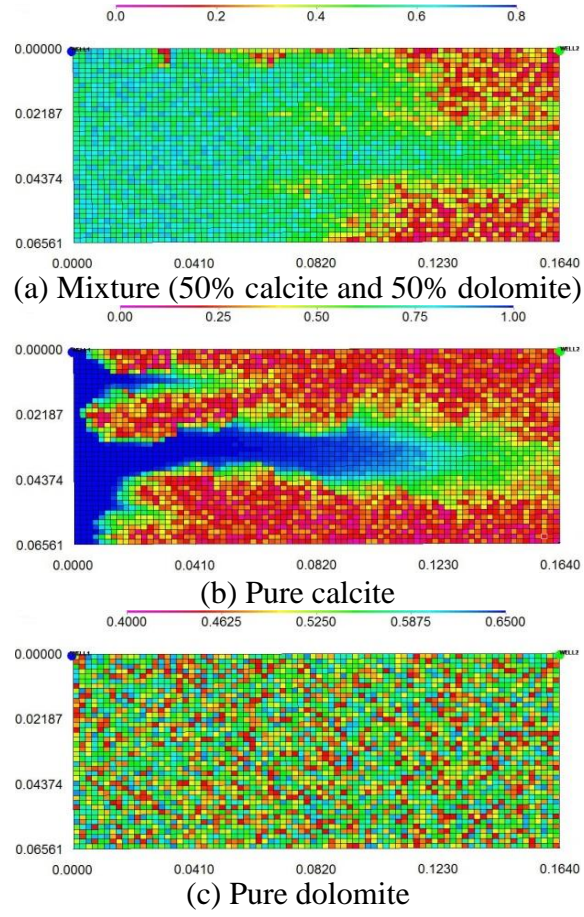 0.0 0.2 0.4 0.6 0.8
0.00000 WELL1 WELL2
0.02187
0.04374
0.06561
0.0000 0.0410 0.0820 0.1230 0.1640
(a) Mixture (50% calcite and 50% dolomite)
0.00 0.25 0.50 0.75 1.00
0.00000 WELL1 WELL2
0.02187
0.04374
0.06561
0.0000 0.0410 0.0820 0.1230 0.1640
(b) Pure calcite
0.4000 0.4625 0.5250 0.5875 0.6500
0.00000 WELL1 WELL2
0.02187
0.04374
0.06561
0.0000 0.0410 0.0820 0.1230 0.1640
(c) Pure dolomite